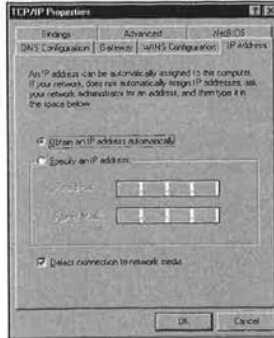 TCP/IP Properties
Bindings Advanced NetBIOS
DNS Configuration Gateway WINS Configuration IP Address
An IP address can be automatically assigned to this computer.
If your network does not automatically assign IP addresses, ask
your network administrator for an address, and then type it in
the space below.
Obtain an IP address automatically
Specify an IP address:
IP Address:
Subnet Mask:
Detect connection to network media
OK Cancel